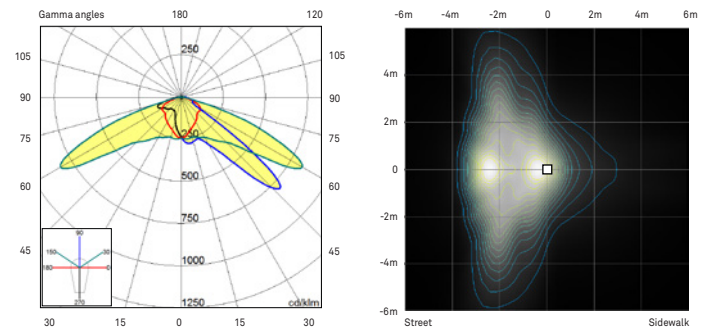 Gamma angles 180 120
-6m -4m -2m 0 2m 4m 6m
250
105 105
4m
90 90
2m
250
75 75
0
500
60 60
-2m
750
90
150 30
180 0
270
45 45
1000
-4m
1250
cd/klm
-6m
30 15 0 15 30
Street Sidewalk